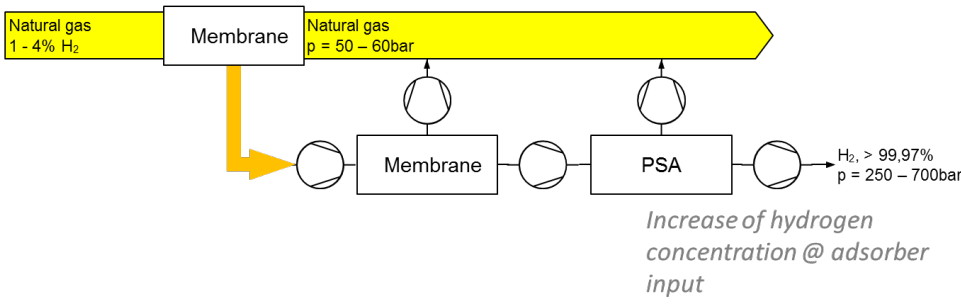 Natural gas
1 - 4% H₂
Membrane
Natural gas
p = 50 – 60bar
Membrane
PSA
H₂, > 99,97%
p = 250 – 700bar
Increase of hydrogen
concentration @ adsorber
input